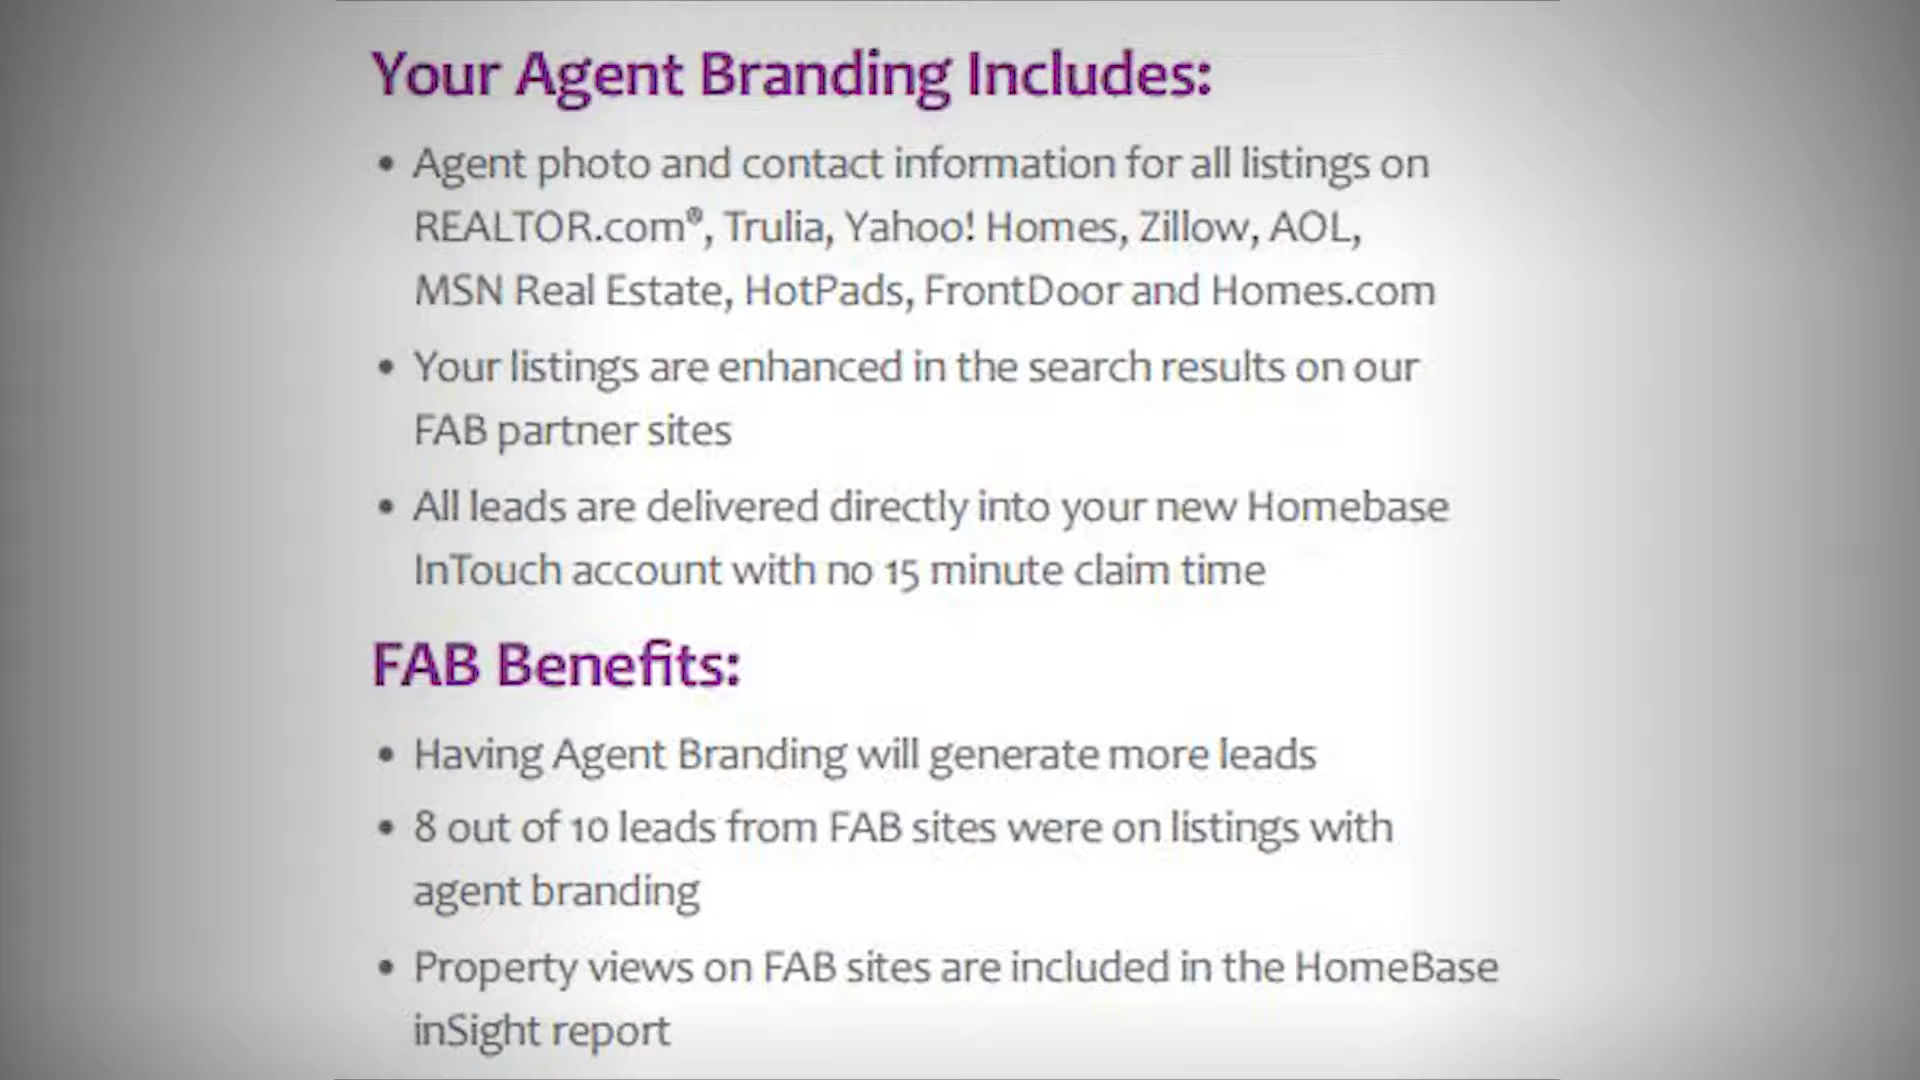 Your Agent Branding Includes:
• Agent photo and contact information for all listings on
REALTOR.com®, Trulia, Yahoo! Homes, Zillow, AOL,
MSN Real Estate, HotPads, FrontDoor and Homes.com
• Your listings are enhanced in the search results on our
FAB partner sites
• All leads are delivered directly into your new Homebase
InTouch account with no 15 minute claim time
FAB Benefits:
• Having Agent Branding will generate more leads
• 8 out of 10 leads from FAB sites were on listings with
agent branding
• Property views on FAB sites are included in the HomeBase
inSight report